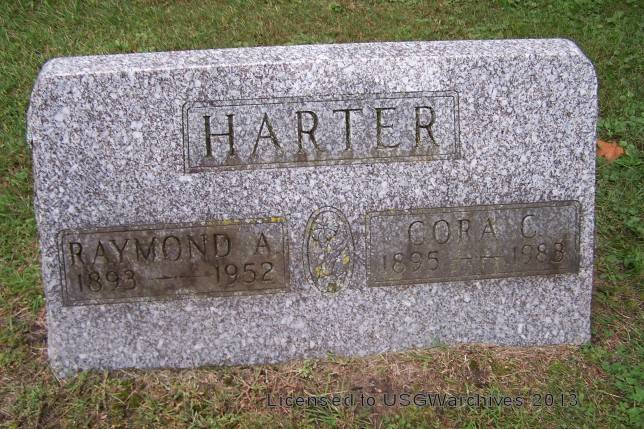 HARTER
RAYMOND A.
1893 — 1952
CORA C.
1895 — 1983
Licensed to USGWarchives 2013